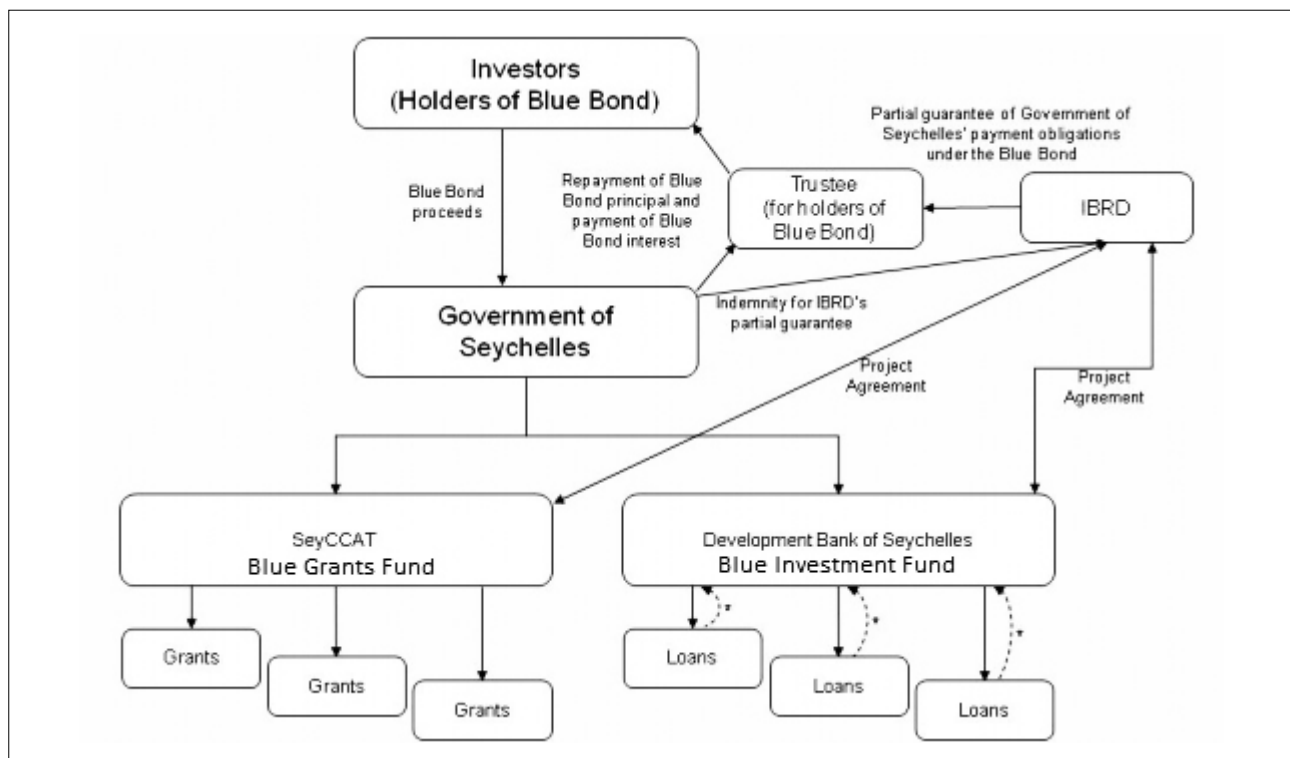 Investors
(Holders of Blue Bond)
Partial guarantee of Government of
Seychelles' payment obligations
under the Blue Bond
Blue Bond
proceeds
Repayment of Blue
Bond principal and
payment of Blue
Bond interest
Trustee
(for holders of
Blue Bond)
IBRD
Government of
Seychelles
Indemnity for IBRD's
partial guarantee
Project
Agreement
Project
Agreement
SeyCCAT
Blue Grants Fund
Development Bank of Seychelles
Blue Investment Fund
*
*
*
Grants
Grants
Grants
Loans
Loans
Loans